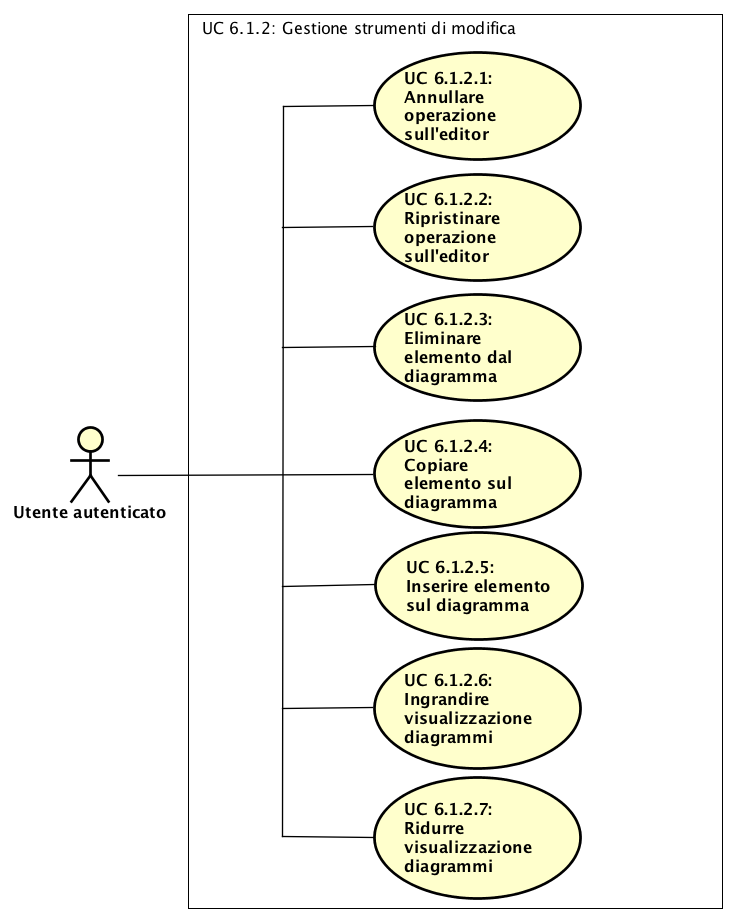 UC 6.1.2: Gestione strumenti di modifica
UC 6.1.2.1:
Annullare
operazione
sull'editor
UC 6.1.2.2:
Ripristinare
operazione
sull'editor
UC 6.1.2.3:
Eliminare
elemento dal
diagramma
UC 6.1.2.4:
Copiare
elemento sul
diagramma
Utente autenticato
UC 6.1.2.5:
Inserire elemento
sul diagramma
UC 6.1.2.6:
Ingrandire
visualizzazione
diagrammi
UC 6.1.2.7:
Ridurre
visualizzazione
diagrammi